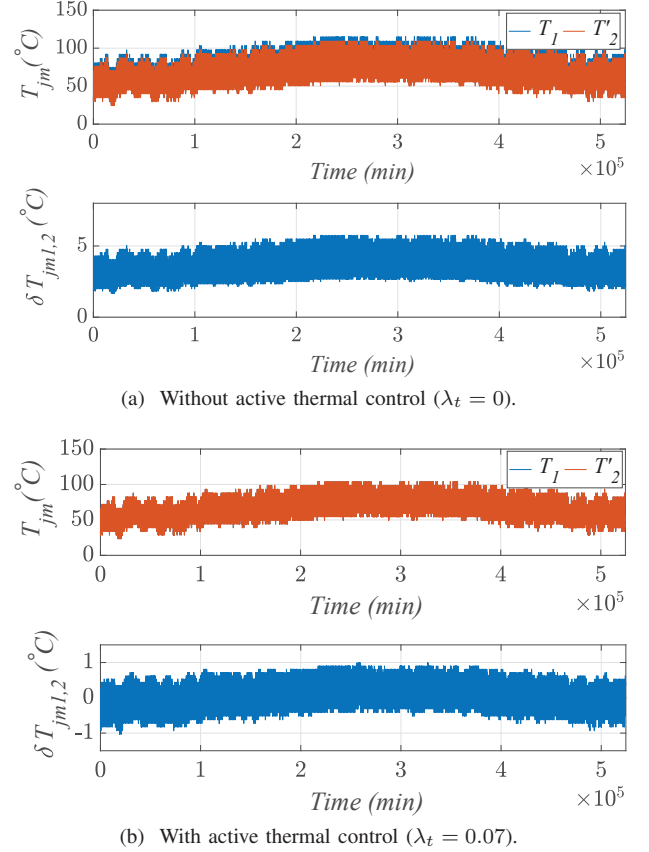 150
100
50
0
T_jm(°C)
T_1 T'_2
0 1 2 3 4 5
×10^5
Time (min)
5
0
δT_jm1,2(°C)
0 1 2 3 4 5
×10^5
Time (min)
(a) Without active thermal control (λ_t = 0).
150
100
50
0
T_jm(°C)
T_1 T'_2
0 1 2 3 4 5
×10^5
Time (min)
1
0
-1
δT_jm1,2(°C)
0 1 2 3 4 5
×10^5
Time (min)
(b) With active thermal control (λ_t = 0.07).